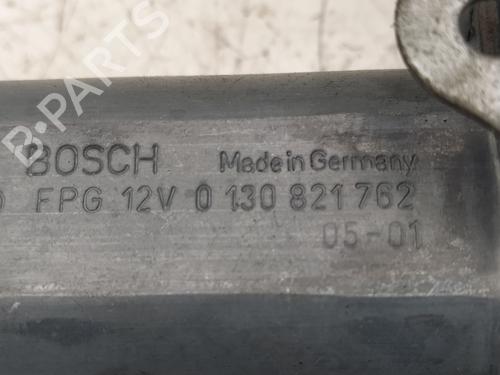 BOSCH Made in Germany
FPG 12V 0 130 821 762
05-01
B-Parts